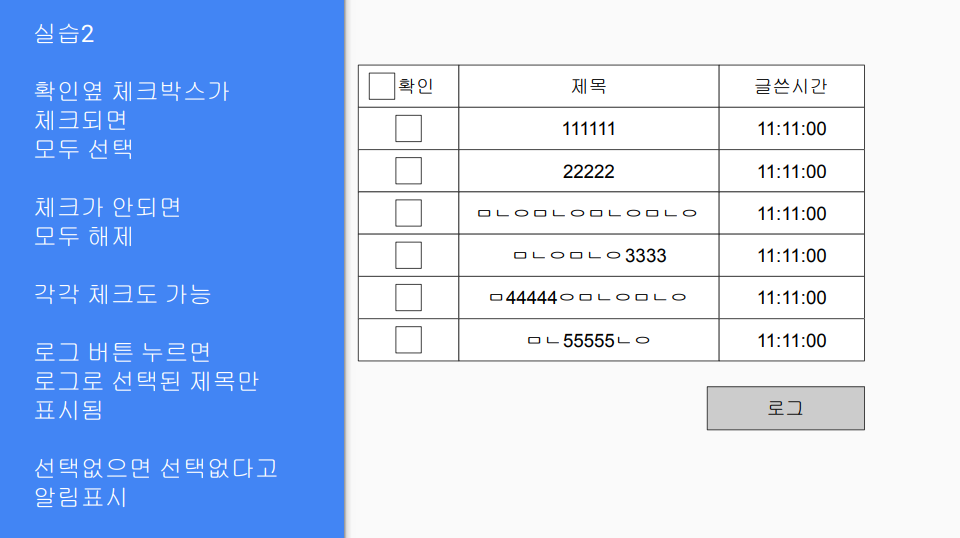 실습2
확인옆 체크박스가
체크되면
모두 선택
체크가 안되면
모두 해제
각각 체크도 가능
로그 버튼 누르면
로그로 선택된 제목만
표시됨
선택없으면 선택없다고
알림표시
확인 제목 글쓴시간
111111 11:11:00
22222 11:11:00
ㅁㄴㅇㅁㄴㅇㅁㄴㅇㅁㄴㅇ 11:11:00
ㅁㄴㅇㅁㄴㅇ3333 11:11:00
ㅁ44444ㅇㅁㄴㅇㅁㄴㅇ 11:11:00
ㅁㄴ55555ㄴㅇ 11:11:00
로그